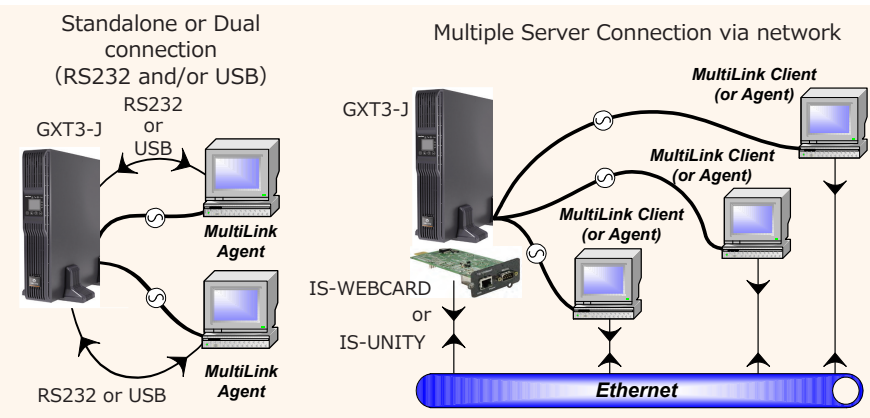 Standalone or Dual
connection
（RS232 and/or USB）
RS232
or
USB
GXT3-J
MultiLink
Agent
MultiLink
Agent
RS232 or USB
Multiple Server Connection via network
MultiLink Client
(or Agent)
GXT3-J
MultiLink Client
(or Agent)
MultiLink Client
(or Agent)
IS-WEBCARD
or
IS-UNITY
Ethernet